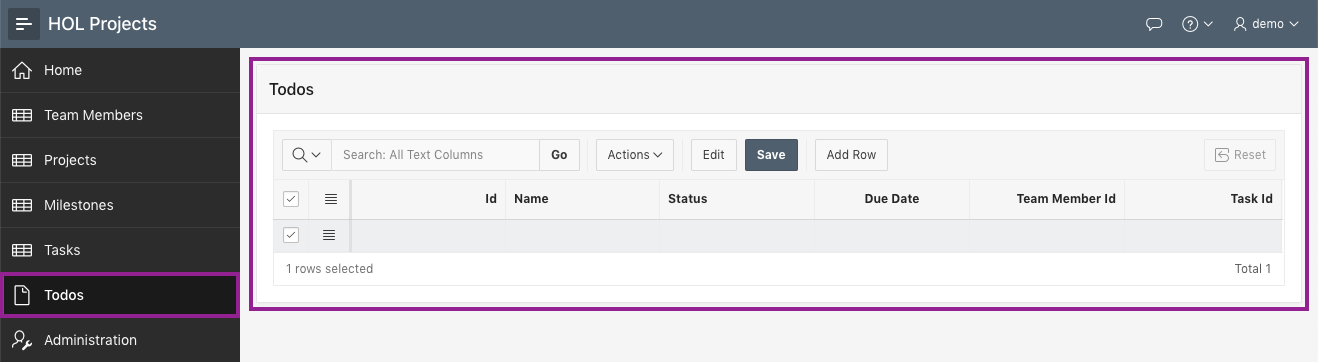 HOL Projects
demo
Home
Team Members
Projects
Milestones
Tasks
Todos
Administration
Todos
Search: All Text Columns Go Actions Edit Save Add Row Reset
Id Name Status Due Date Team Member Id Task Id
1 rows selected Total 1